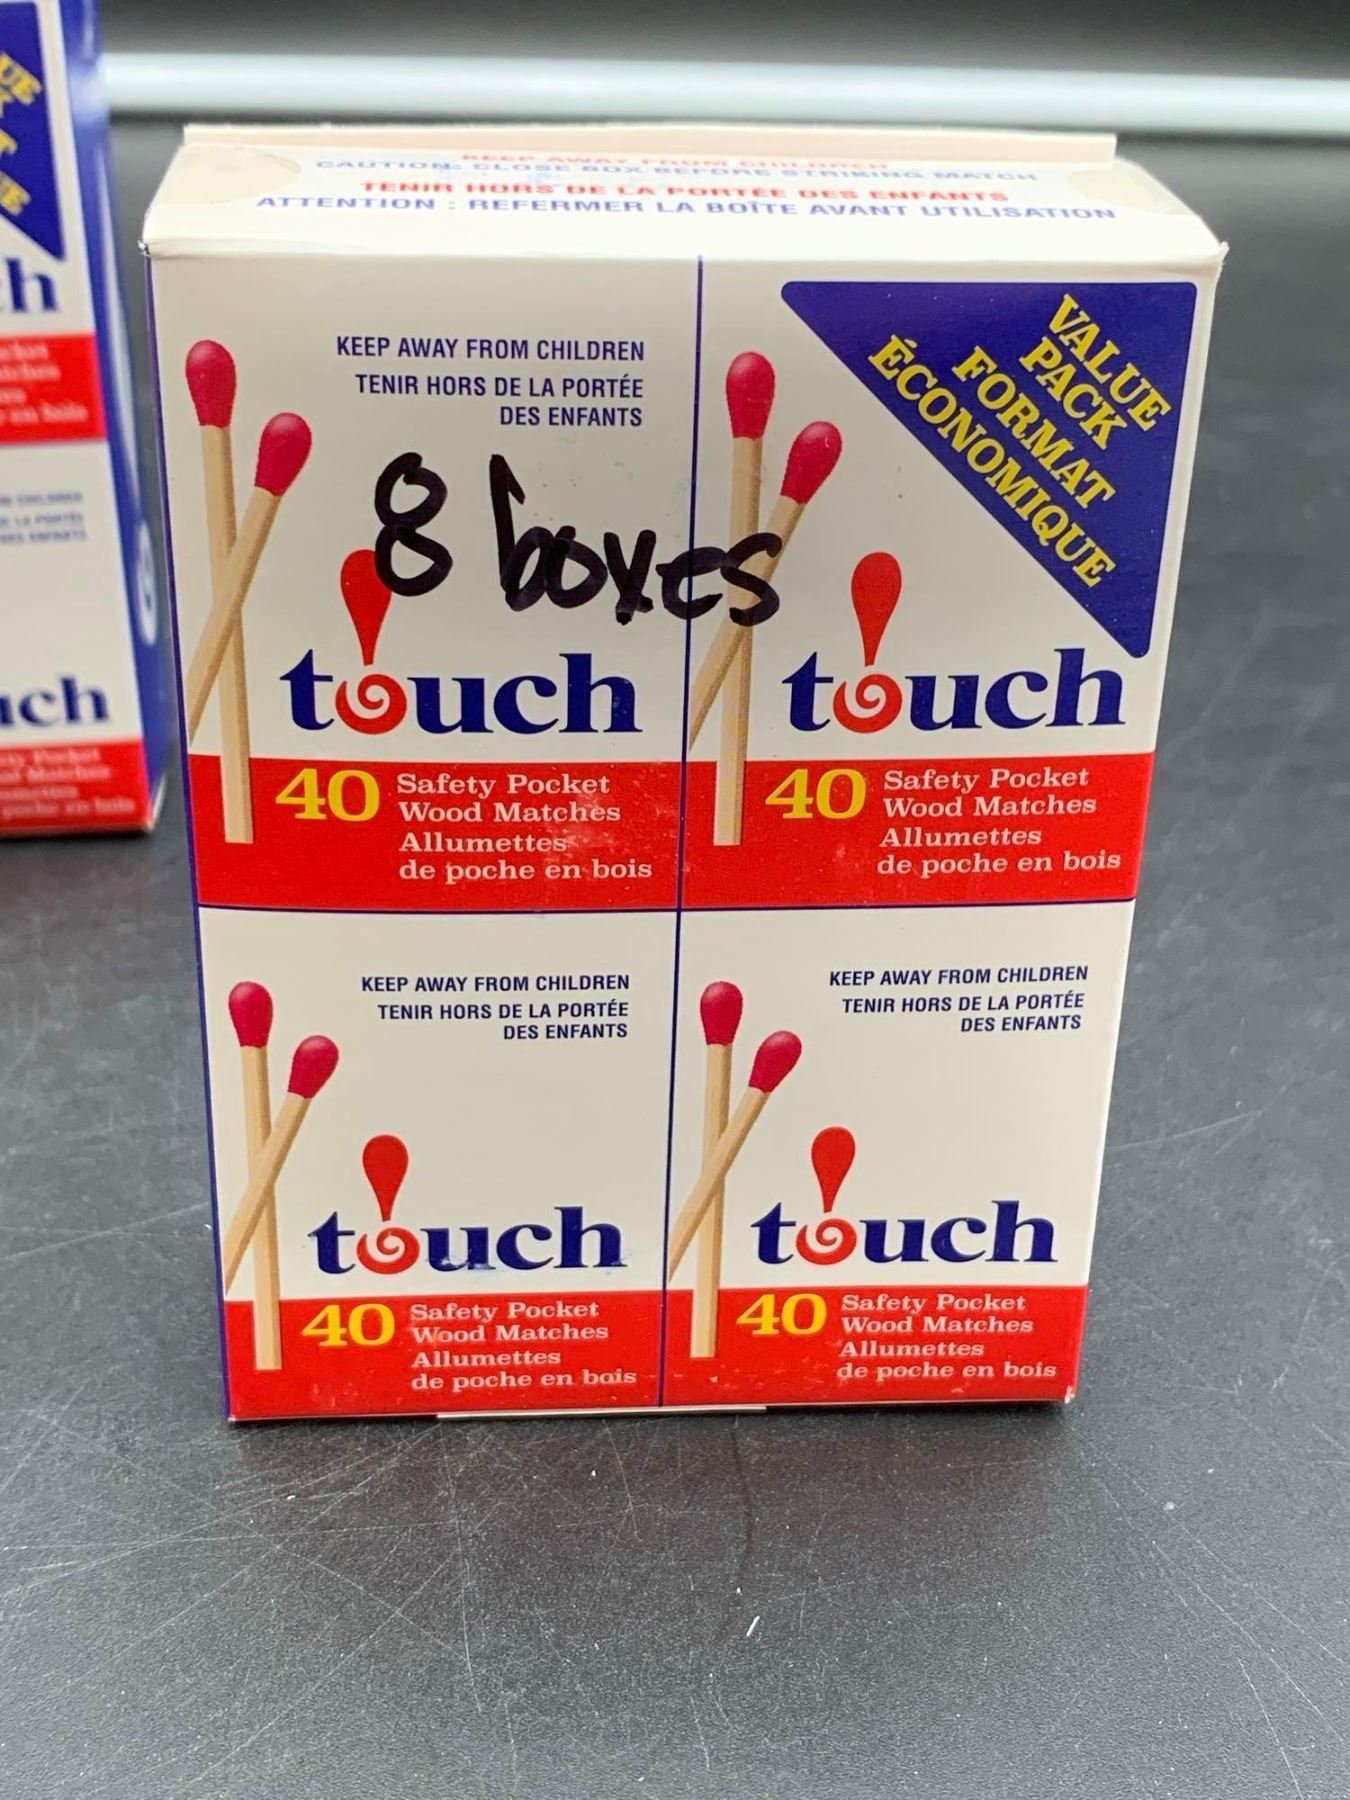 KEEP AWAY FROM CHILDREN
CAUTION: CLOSE BOX BEFORE STRIKING MATCH
TENIR HORS DE LA PORTÉE DES ENFANTS
ATTENTION : REFERMER LA BOÎTE AVANT UTILISATION
KEEP AWAY FROM CHILDREN
TENIR HORS DE LA PORTÉE
DES ENFANTS
8 boxes
touch
40 Safety Pocket
Wood Matches
Allumettes
de poche en bois
VALUE
PACK
FORMAT
ÉCONOMIQUE
touch
40 Safety Pocket
Wood Matches
Allumettes
de poche en bois
KEEP AWAY FROM CHILDREN
TENIR HORS DE LA PORTÉE
DES ENFANTS
touch
40 Safety Pocket
Wood Matches
Allumettes
de poche en bois
KEEP AWAY FROM CHILDREN
TENIR HORS DE LA PORTÉE
DES ENFANTS
touch
40 Safety Pocket
Wood Matches
Allumettes
de poche en bois